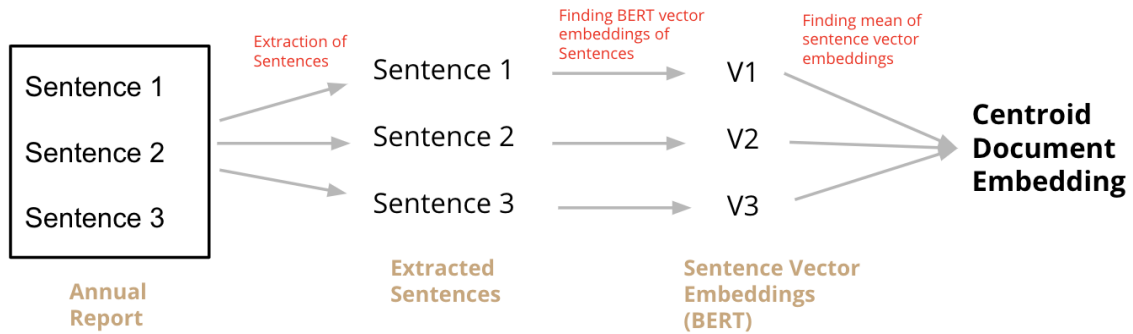 Extraction of
Sentences
Finding BERT vector
embeddings of
Sentences
Finding mean of
sentence vector
embeddings
Sentence 1
Sentence 2
Sentence 3
Sentence 1
Sentence 2
Sentence 3
V1
V2
V3
Centroid
Document
Embedding
Annual
Report
Extracted
Sentences
Sentence Vector
Embeddings
(BERT)